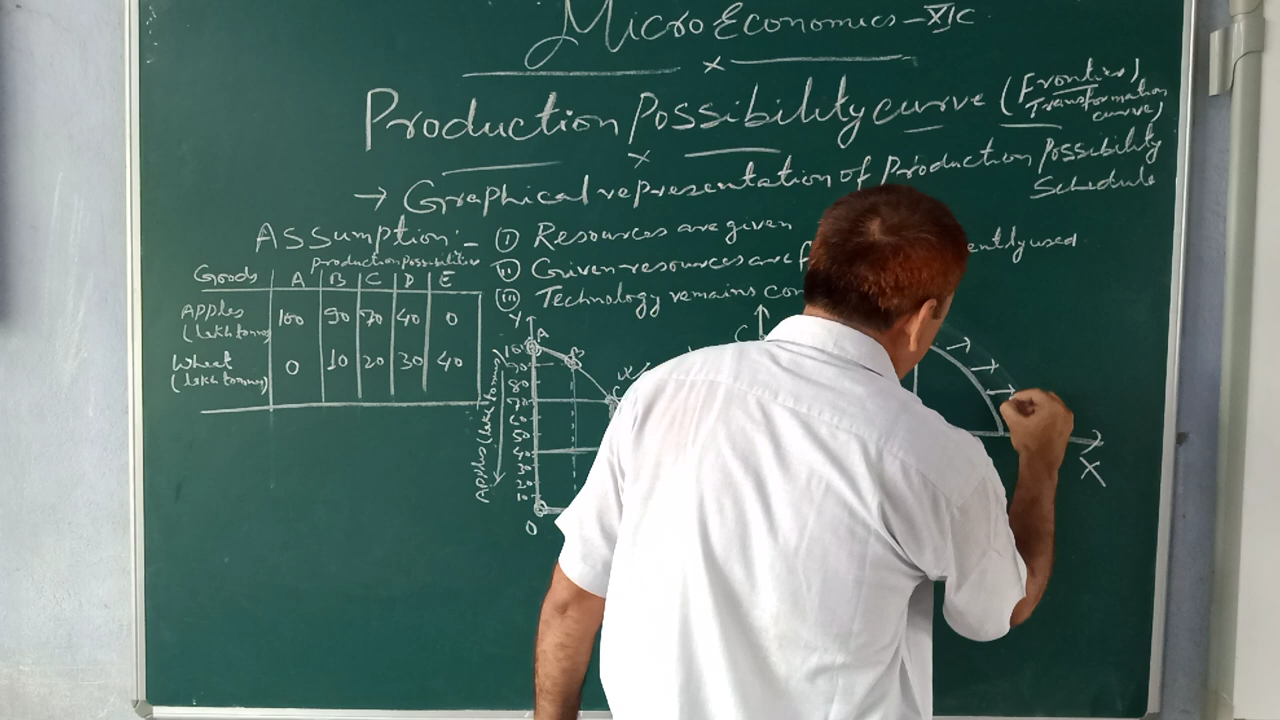 Micro Economics - XIC
Production Possibility curve (Frontier)
Transformation
curve)
→ Graphical representation of Production Possibility
Schedule
Assumption:- (I) Resources are given
(II) Given resources are f ently used
(III) Technology remains con
production possibilities
Goods A B C D E
Apples 100 90 70 40 0
(lakh tonnes)
Wheat 0 10 20 30 40
(lakh tonnes)
Y
A
B
C
Apples (lakh tonnes)
O
C
X